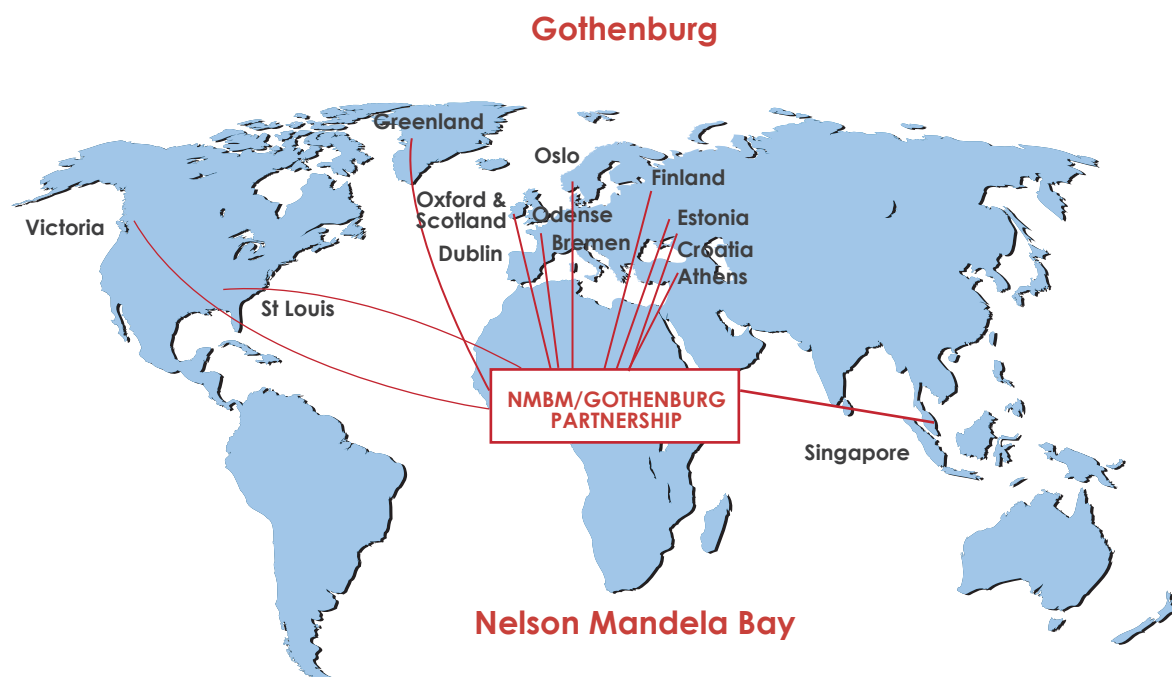 Gothenburg
Greenland
Oslo
Finland
Oxford &
Scotland
Odense
Estonia
Victoria
Dublin
Bremen
Croatia
Athens
St Louis
NMBM/GOTHENBURG
PARTNERSHIP
Singapore
Nelson Mandela Bay